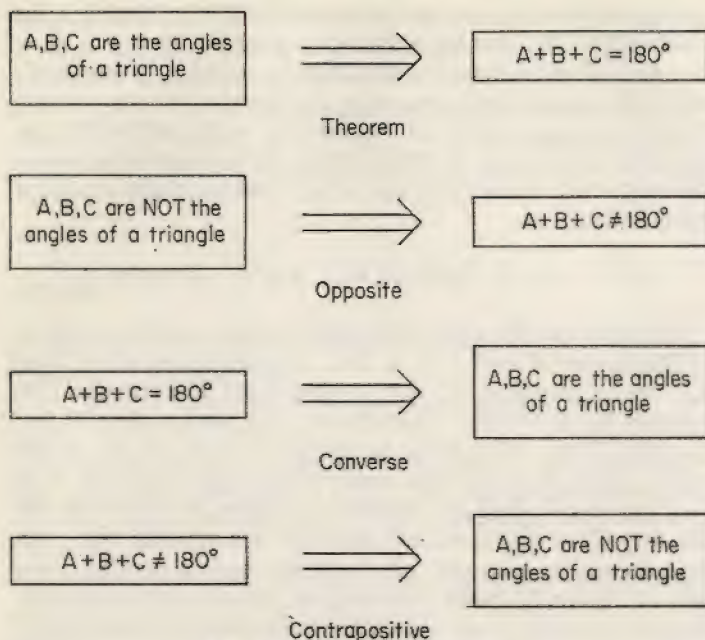 A,B,C are the angles
of a triangle
A+B+C = 180°
Theorem
A,B,C are NOT the
angles of a triangle
A+B+C ≠ 180°
Opposite
A+B+C = 180°
A,B,C are the angles
of a triangle
Converse
A+B+C ≠ 180°
A,B,C are NOT the
angles of a triangle
Contrapositive